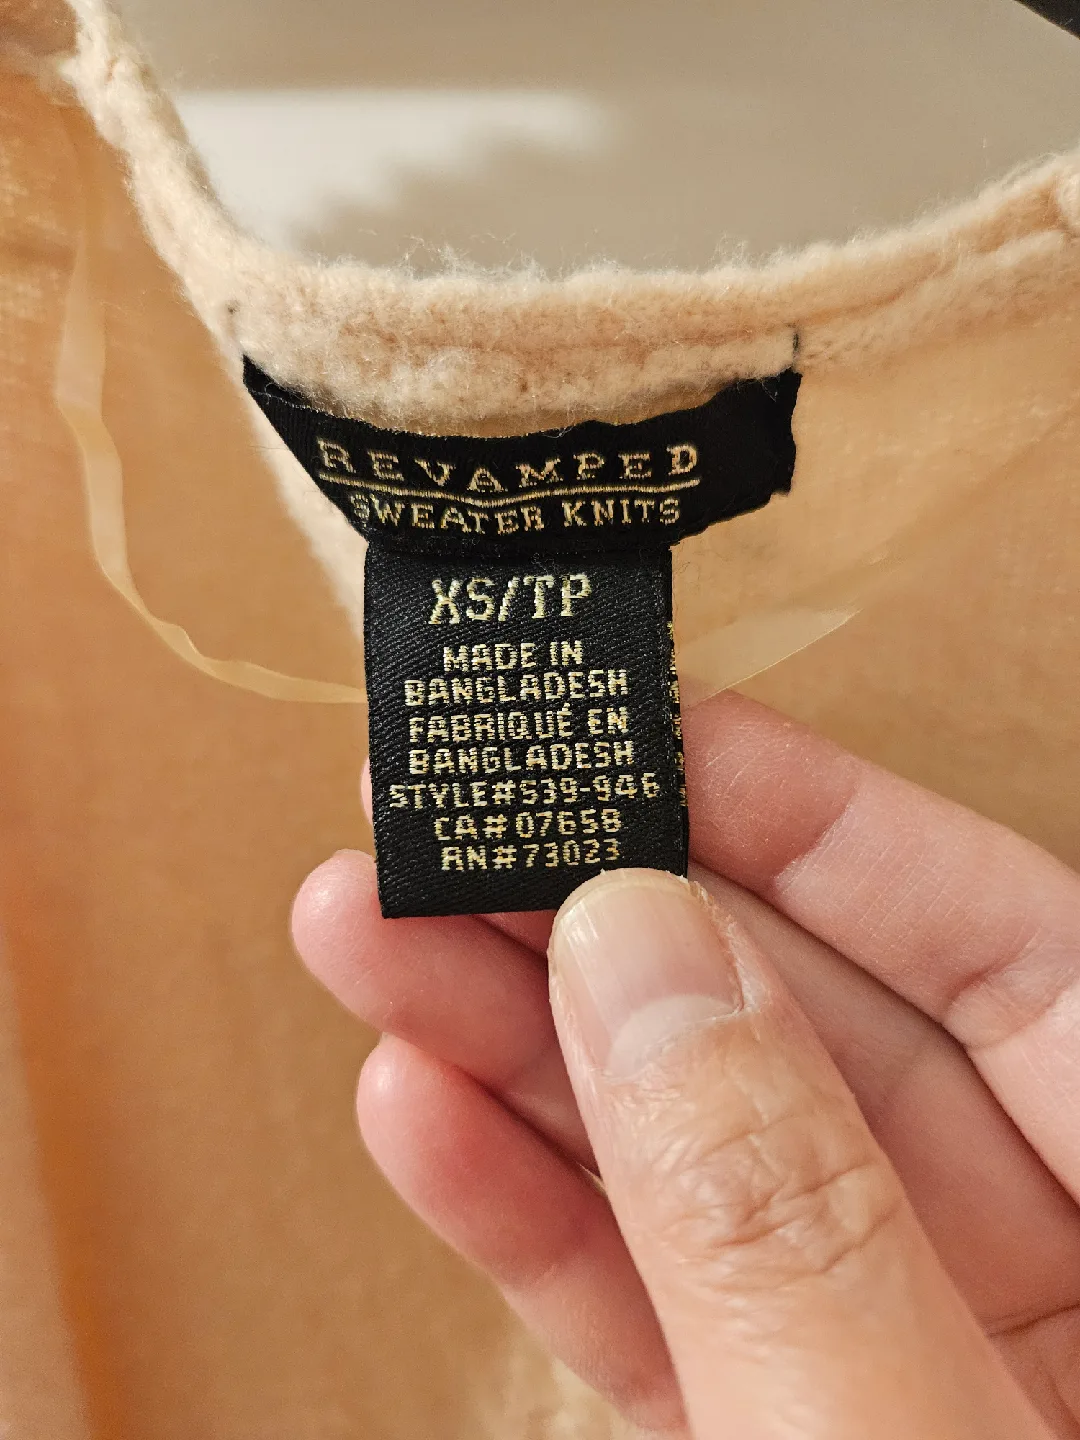 REVAMPED
SWEATER KNITS
XS/TP
MADE IN
BANGLADESH
FABRIQUÉ EN
BANGLADESH
STYLE#539-946
CA#07658
RN#73023